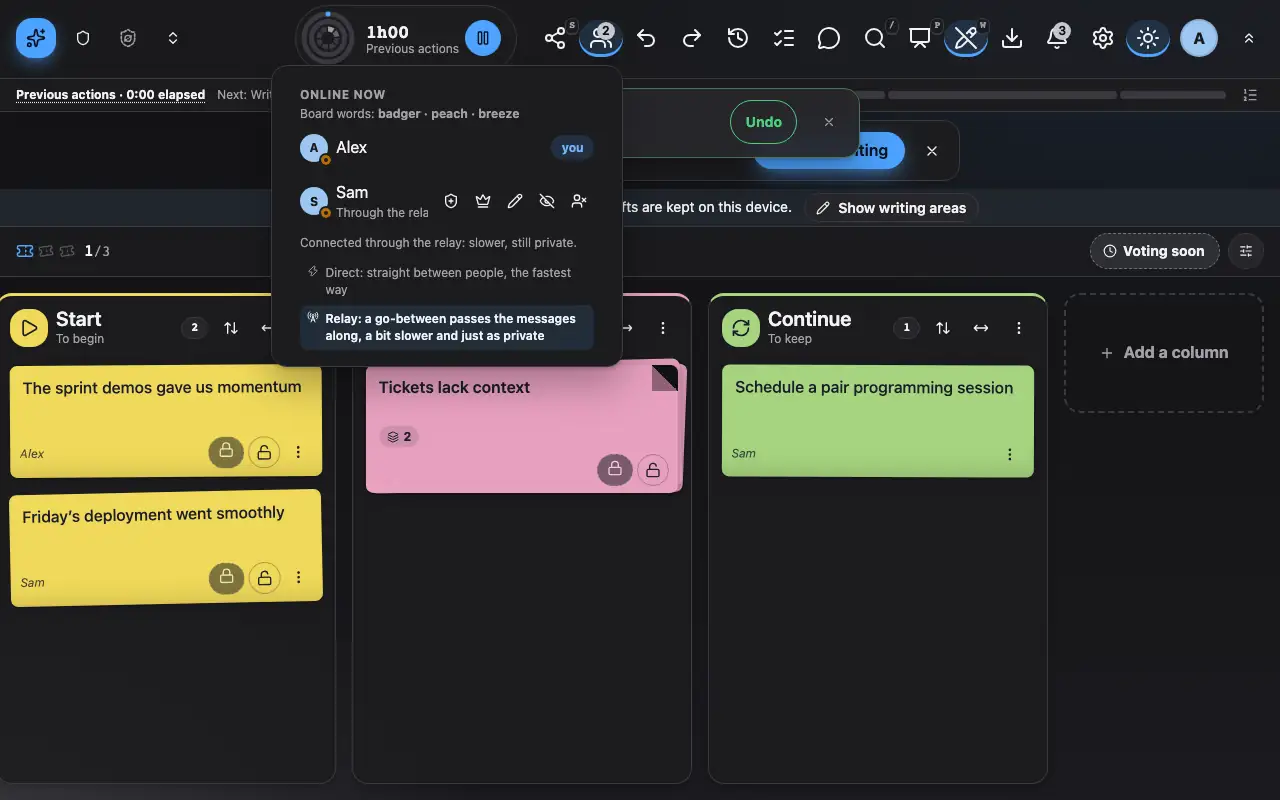 1h00
Previous actions
S
2
/
P
W
3
A
Previous actions · 0:00 elapsed
Next:
ONLINE NOW
Board words: badger · peach · breeze
A
Alex
you
S
Sam
Through the rela
Connected through the relay: slower, still private.
Direct: straight between people, the fastest
way
Relay: a go-between passes the messages
along, a bit slower and just as private
Undo
are kept on this device.
Show writing areas
1/3
Voting soon
Start
To begin
2
Continue
To keep
1
Add a column
The sprint demos gave us momentum
Alex
Friday's deployment went smoothly
Sam
Tickets lack context
2
Schedule a pair programming session
Sam